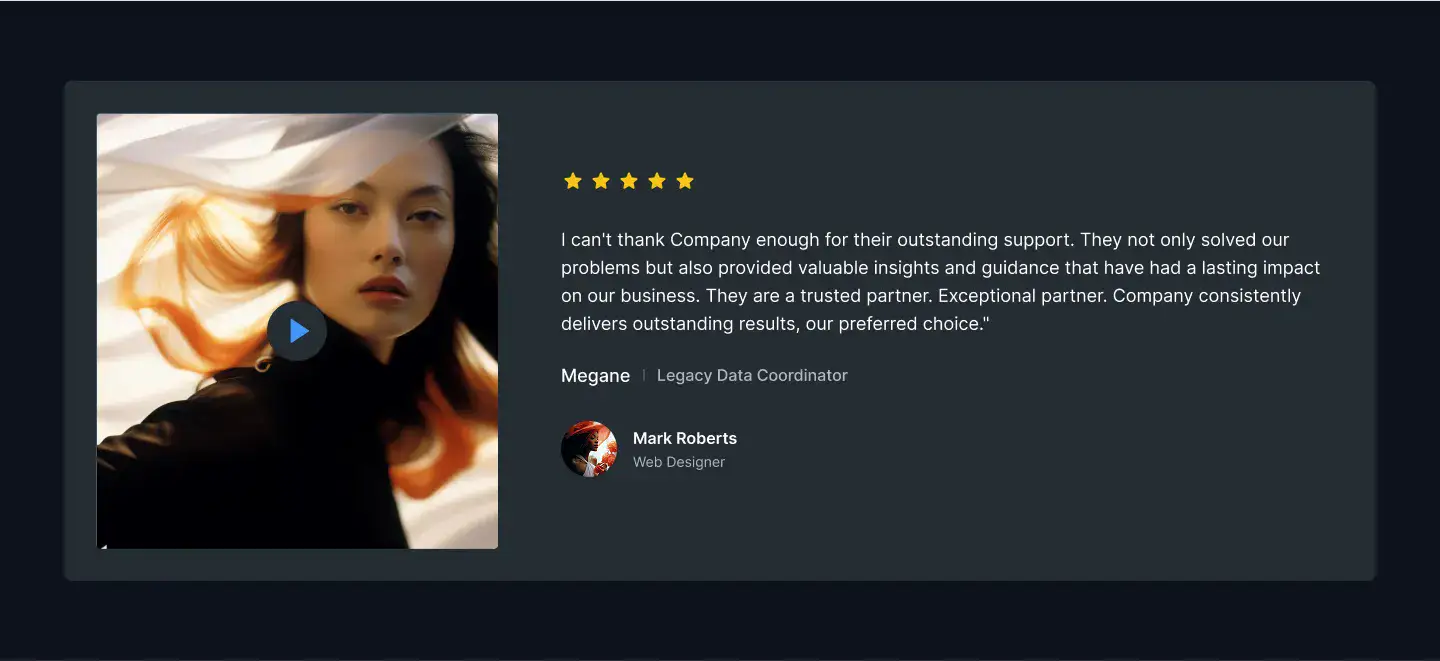 I can't thank Company enough for their outstanding support. They not only solved our
problems but also provided valuable insights and guidance that have had a lasting impact
on our business. They are a trusted partner. Exceptional partner. Company consistently
delivers outstanding results, our preferred choice."
Megane | Legacy Data Coordinator
Mark Roberts
Web Designer